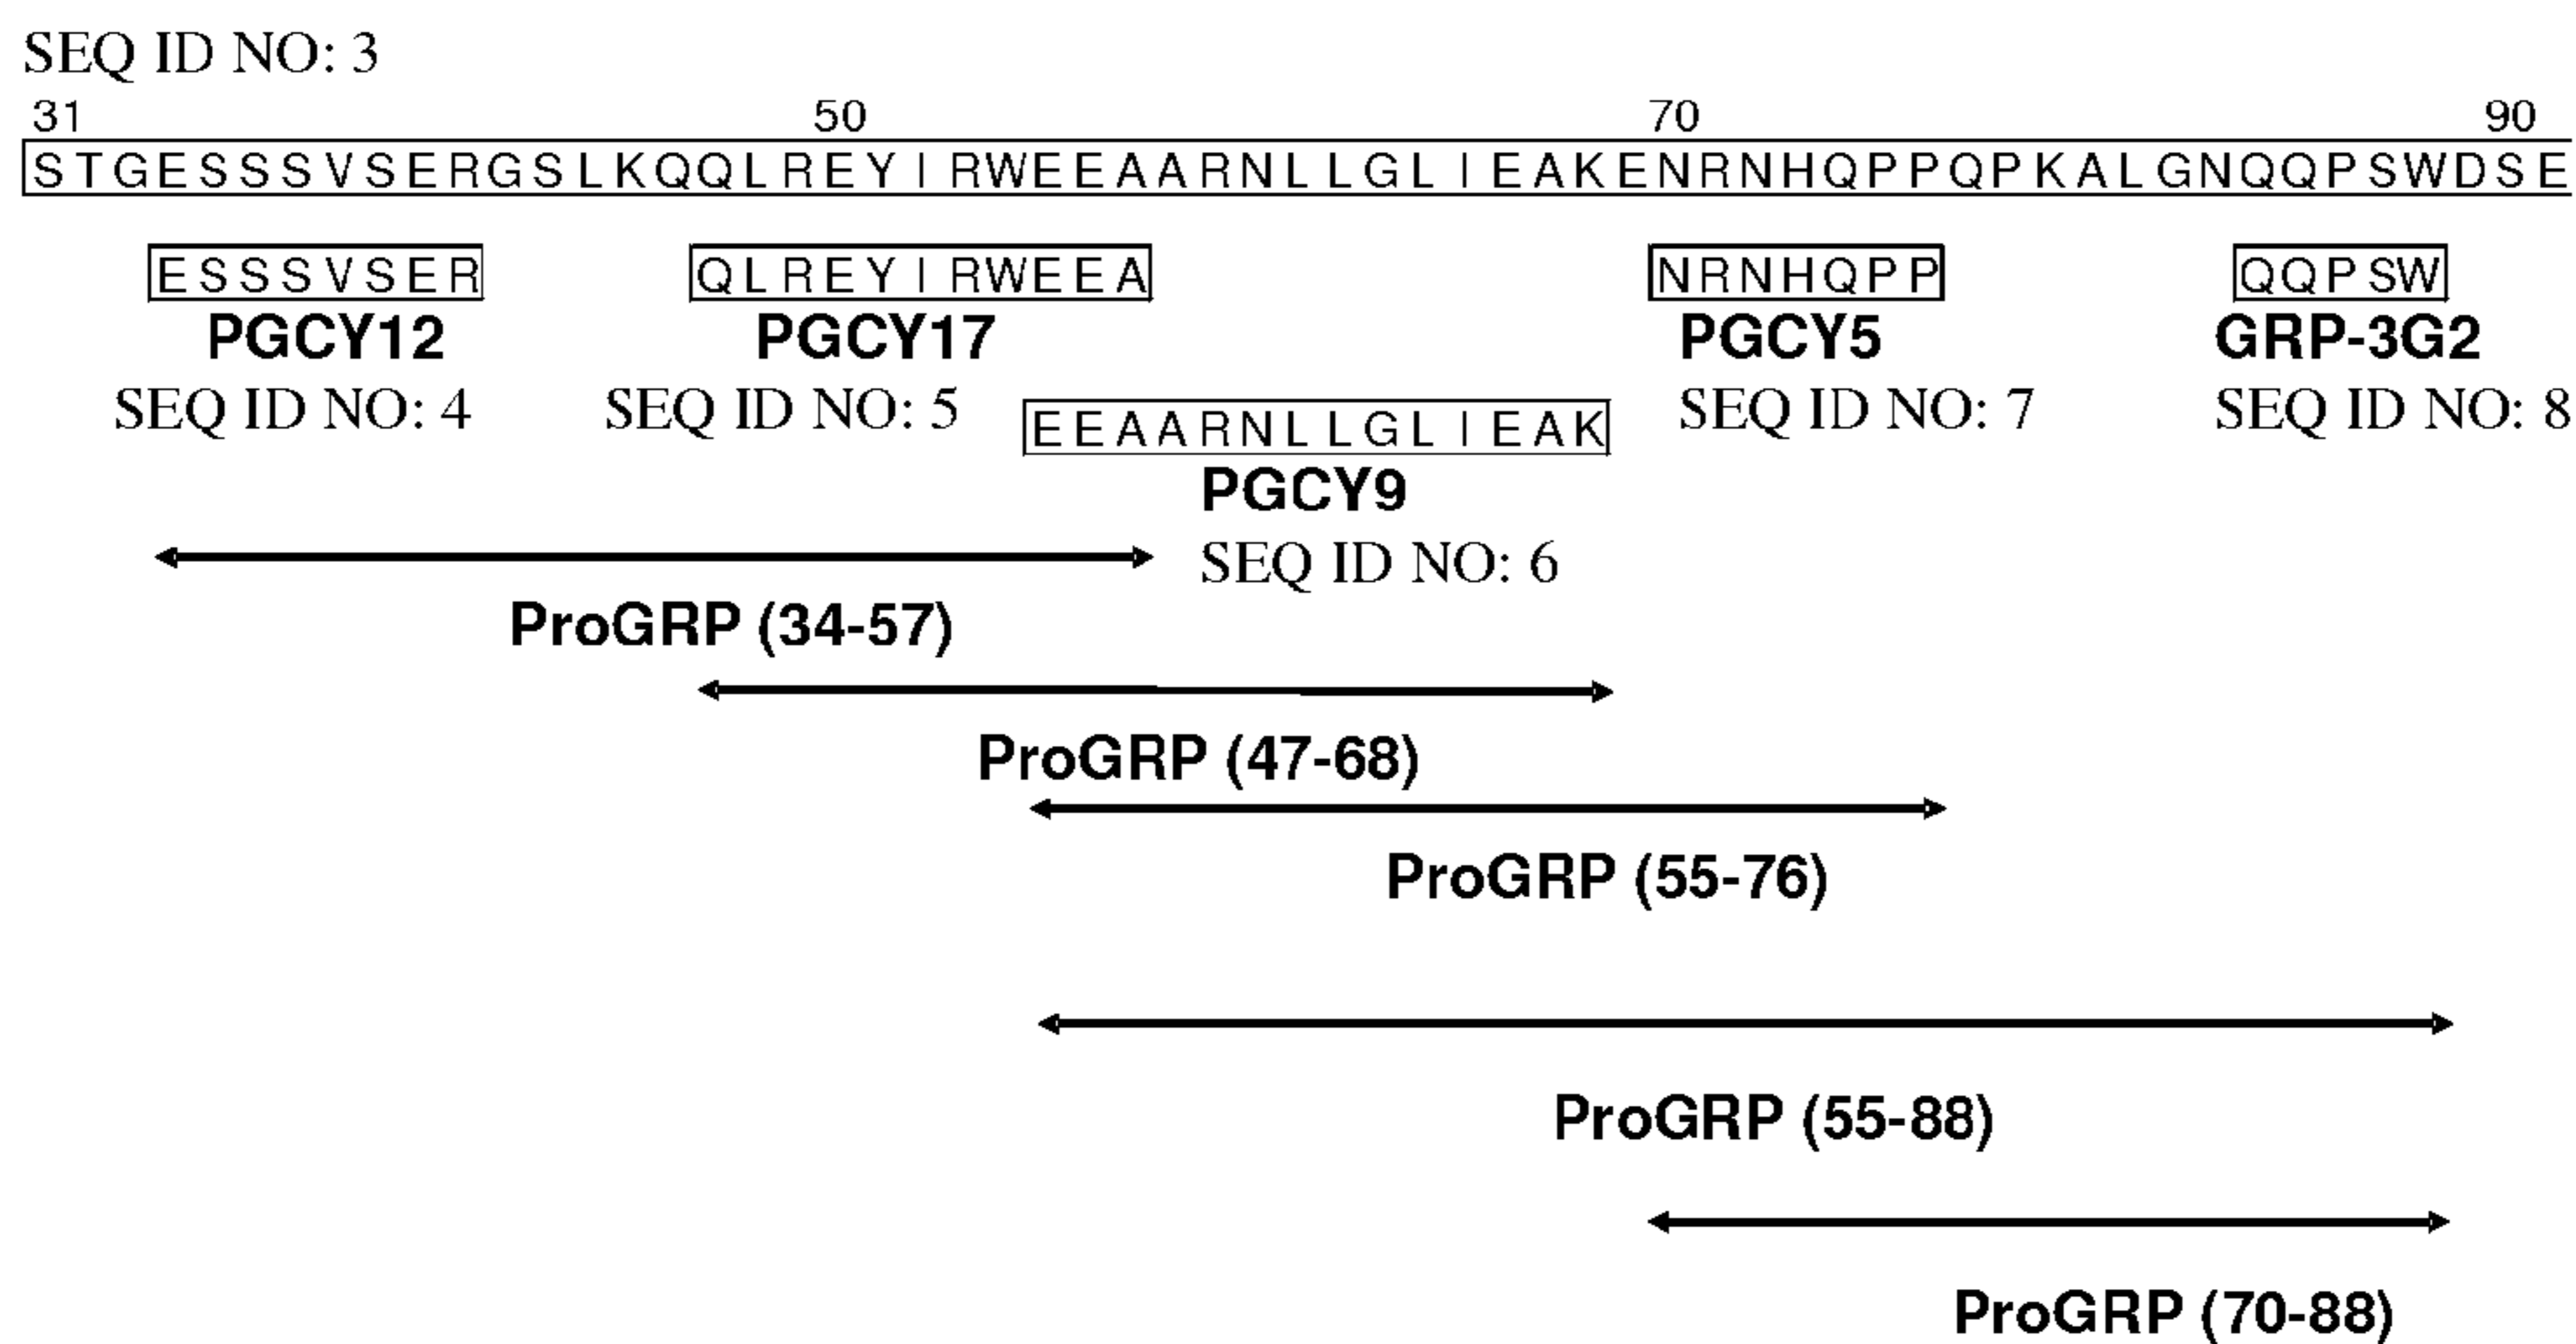 SEQ ID NO: 3
31 50 70 90
STGESSSVSERGSLKQQLREYIRWEEAARNLLGLIEAKENRNHQPPQPKALGNQQPSWDSE
ESSSVSER QLREYIRWEEA NRNHQPP QQPSW
PGCY12 PGCY17 PGCY5 GRP-3G2
SEQ ID NO: 4 SEQ ID NO: 5 SEQ ID NO: 7 SEQ ID NO: 8
EEAARNLLGLIEAK
PGCY9
SEQ ID NO: 6
ProGRP (34-57)
ProGRP (47-68)
ProGRP (55-76)
ProGRP (55-88)
ProGRP (70-88)